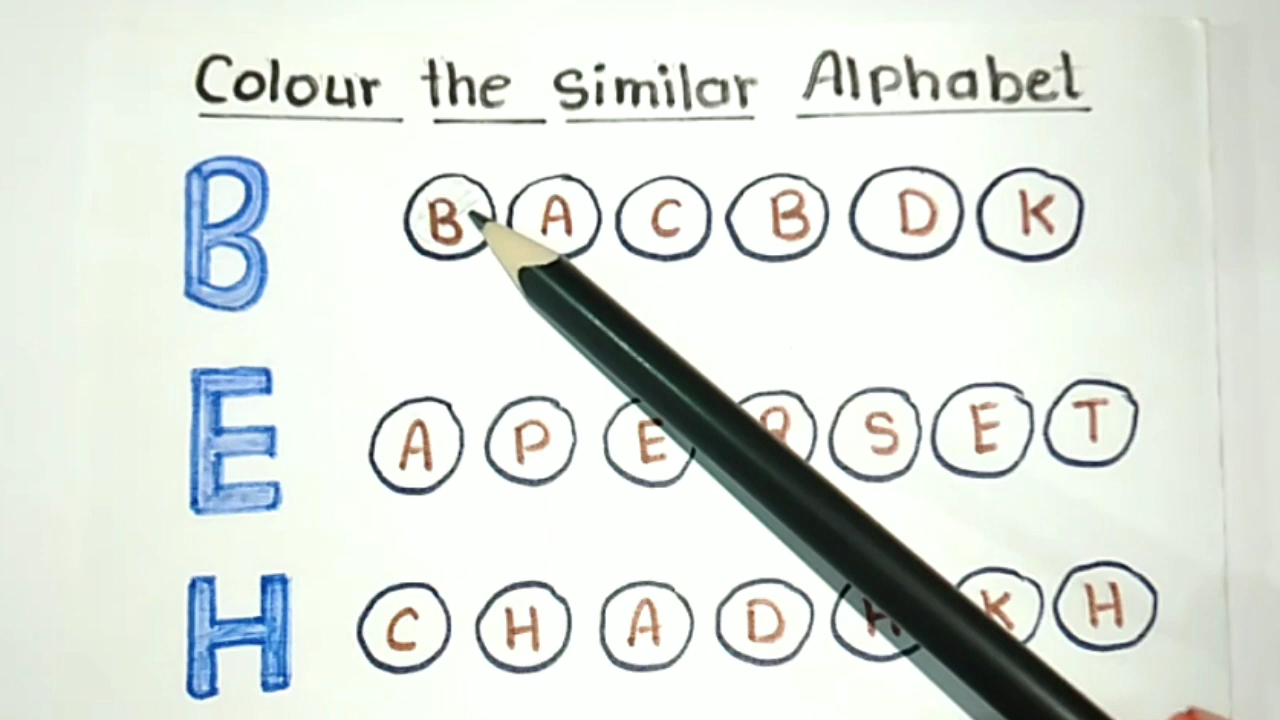 Colour the similar Alphabet
B B A C B D K
E A P E S E T
H C H A D K H